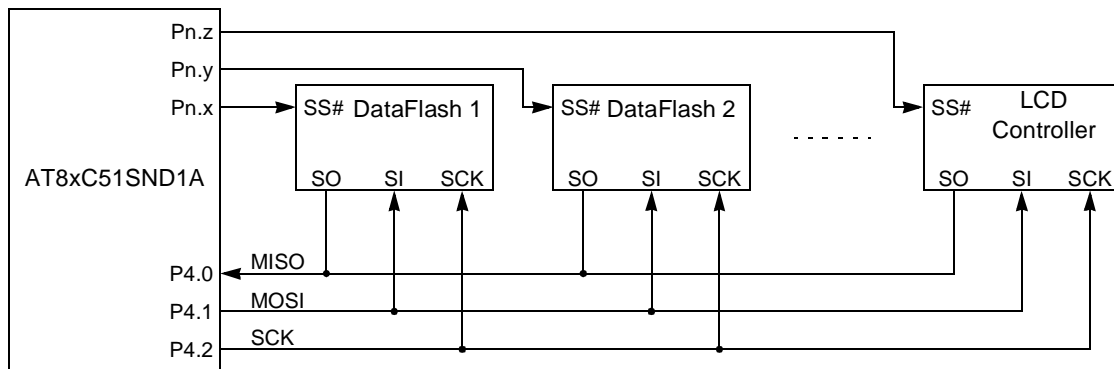 Pn.z
Pn.y
Pn.x
SS# DataFlash 1
SS# DataFlash 2
SS# LCD
Controller
AT8xC51SND1A
SO SI SCK
SO SI SCK
SO SI SCK
P4.0 MISO
P4.1 MOSI
P4.2 SCK